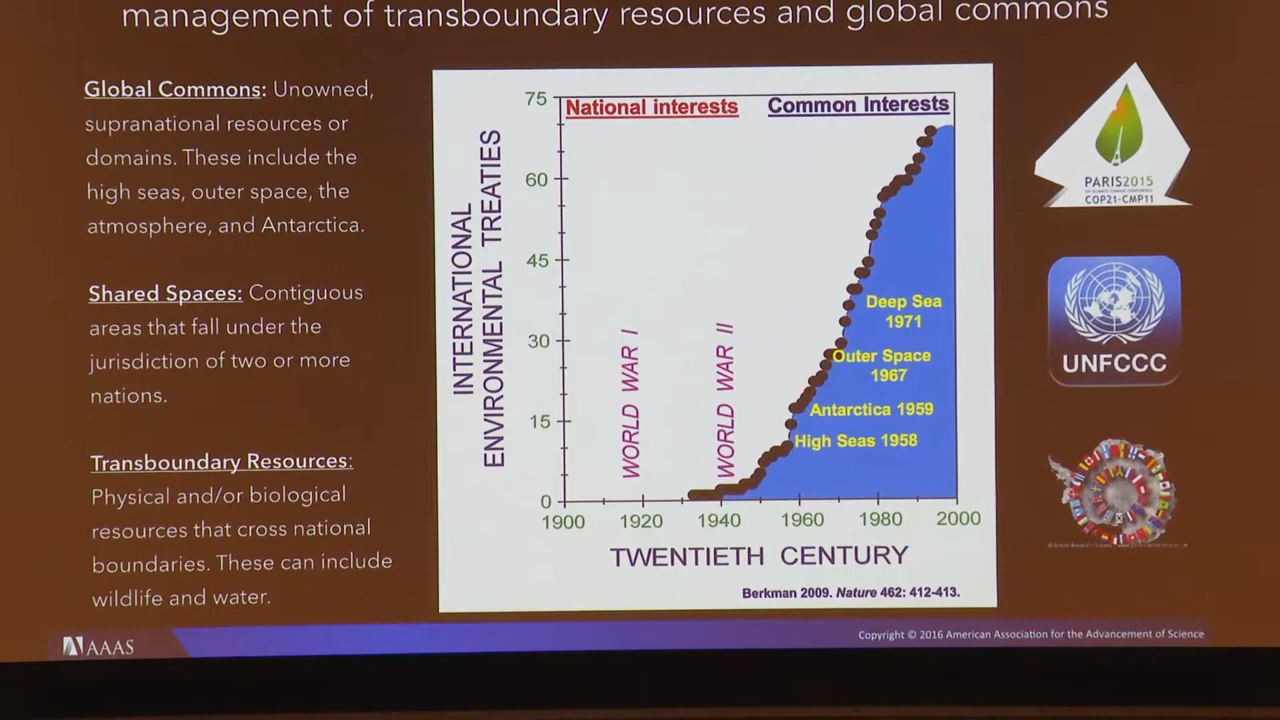 management of transboundary resources and global commons
Global Commons: Unowned,
supranational resources or
domains. These include the
high seas, outer space, the
atmosphere, and Antarctica.
Shared Spaces: Contiguous
areas that fall under the
jurisdiction of two or more
nations.
Transboundary Resources:
Physical and/or biological
resources that cross national
boundaries. These can include
wildlife and water.
INTERNATIONAL
ENVIRONMENTAL TREATIES
75
60
45
30
15
0
National interests
Common Interests
WORLD WAR I
WORLD WAR II
Deep Sea
1971
Outer Space
1967
Antarctica 1959
High Seas 1958
1900 1920 1940 1960 1980 2000
TWENTIETH CENTURY
Berkman 2009. Nature 462: 412-413.
PARIS2015
COP21-CMP11
UNFCCC
AAAS
Copyright © 2016 American Association for the Advancement of Science